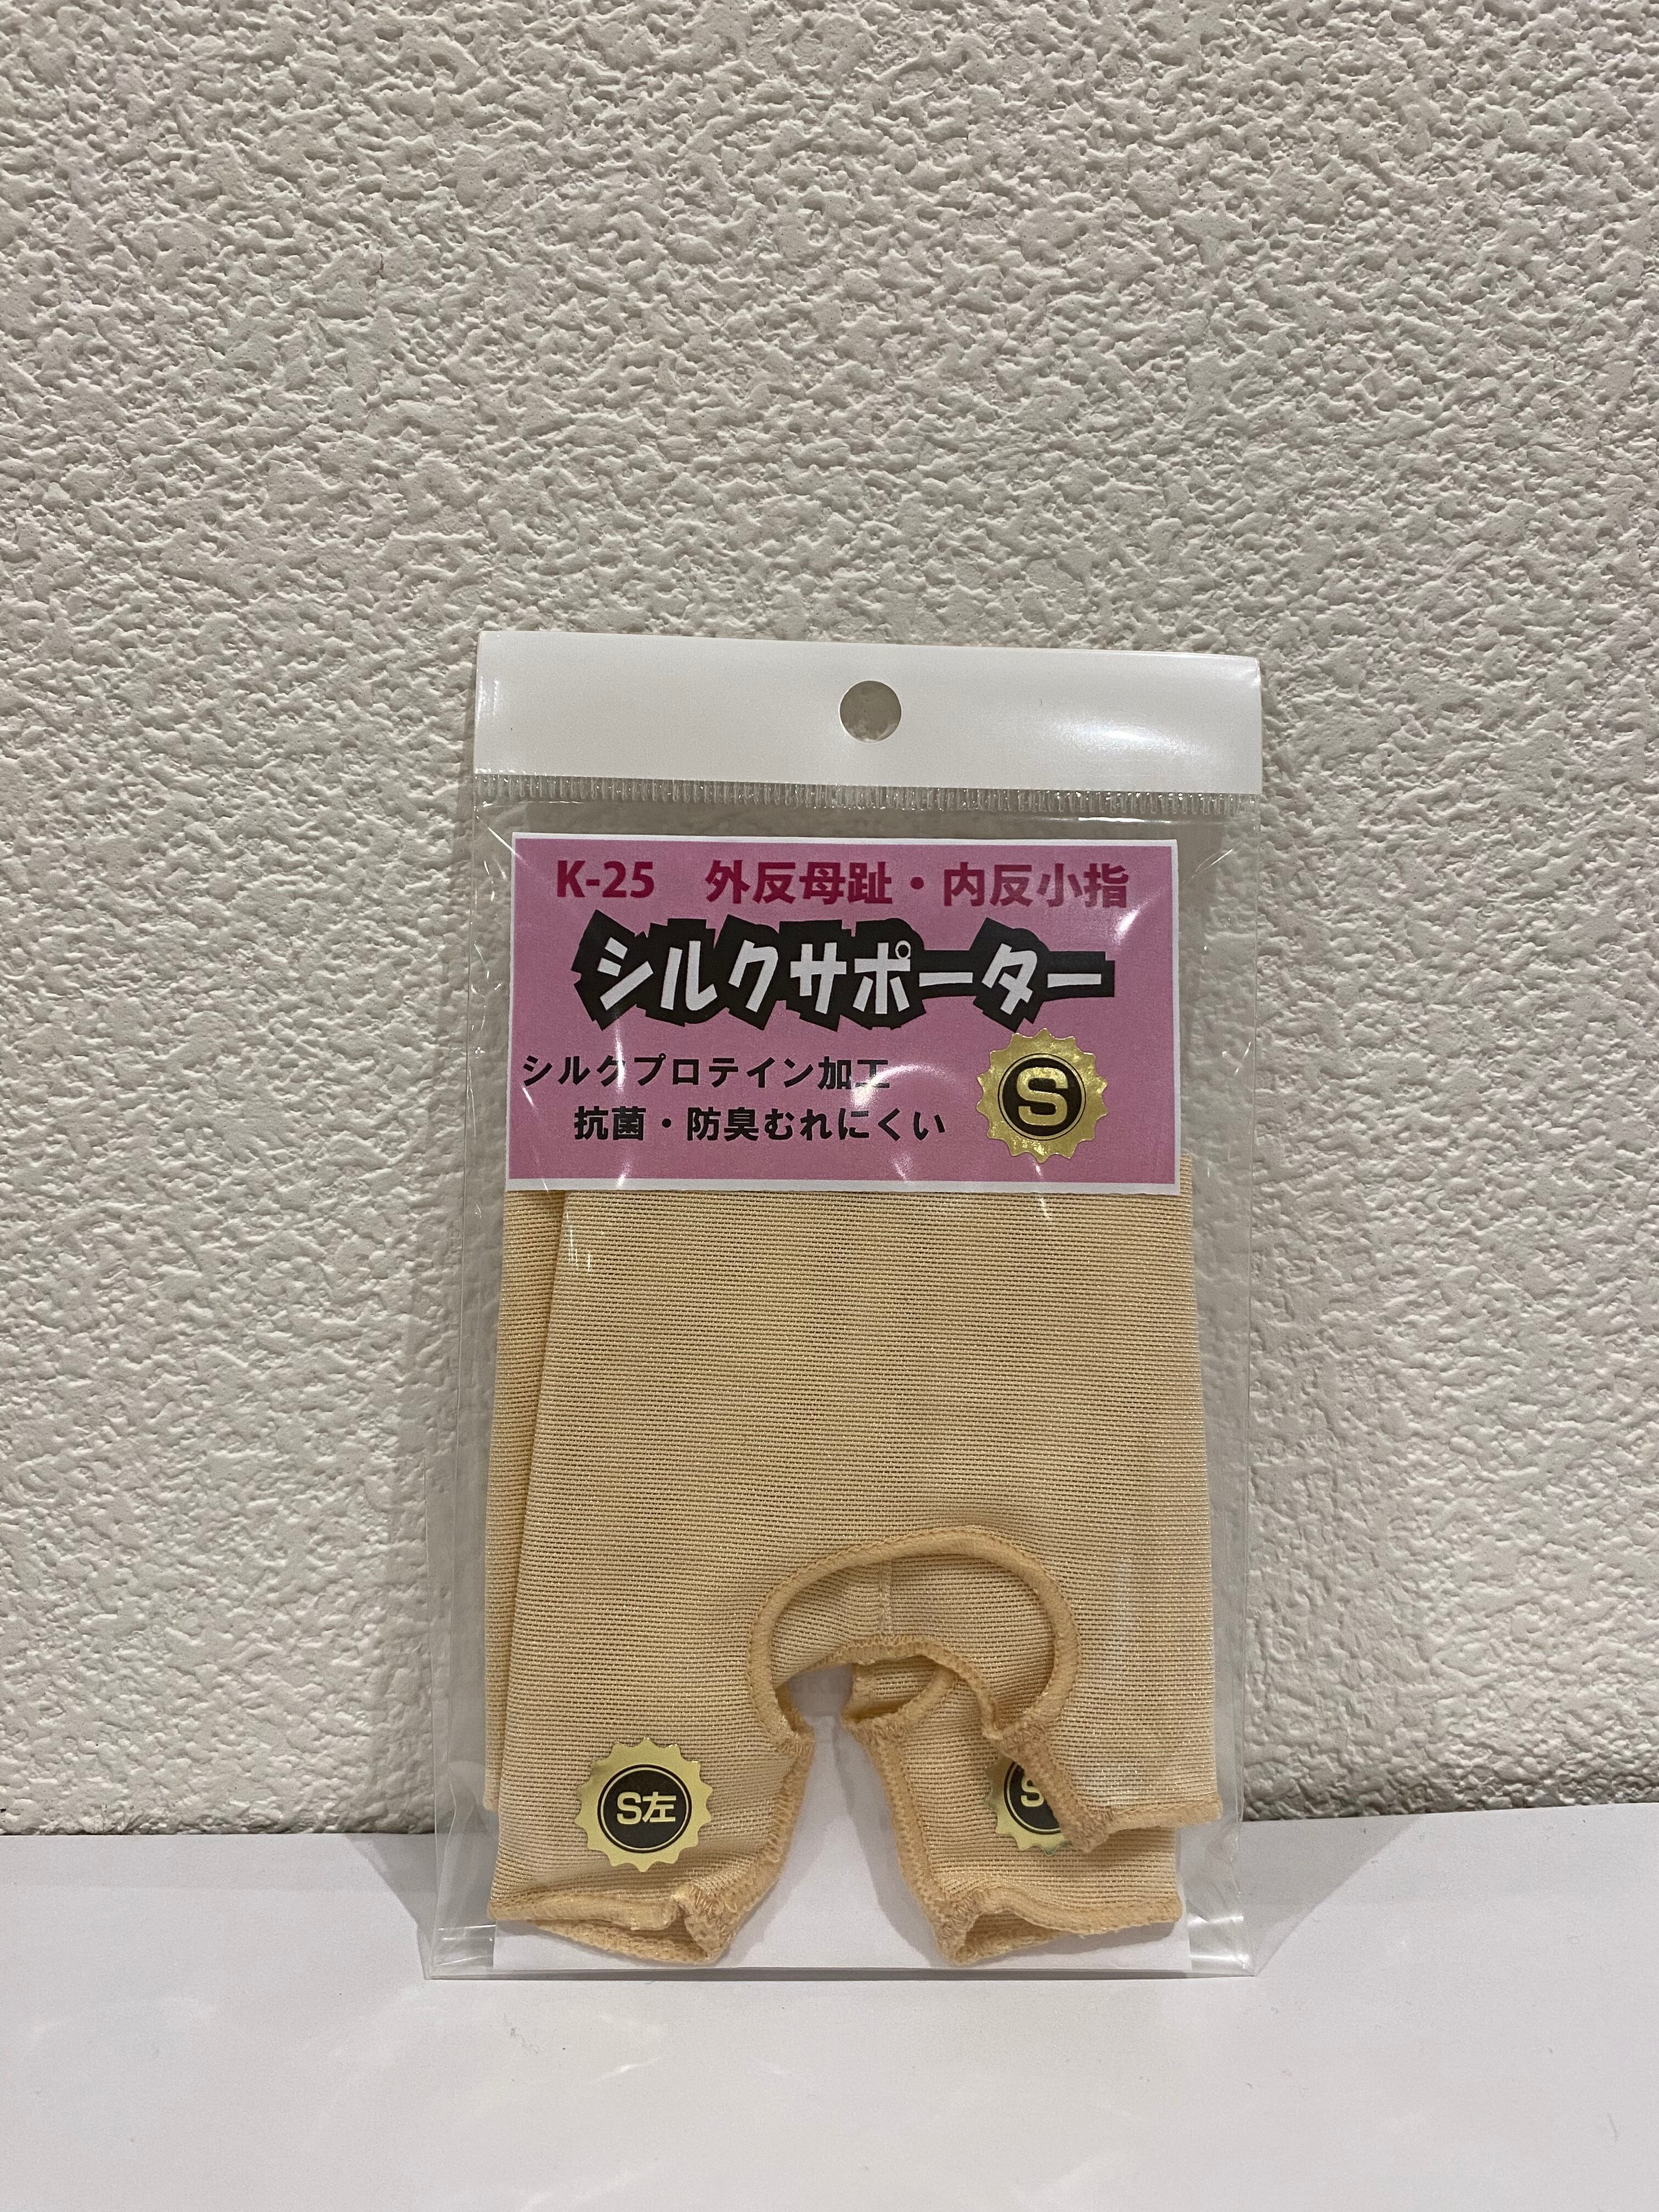 K-25 外反母趾・内反小指
シルクサポーター
シルクプロテイン加工
抗菌・防臭むれにくい
S
S左
S